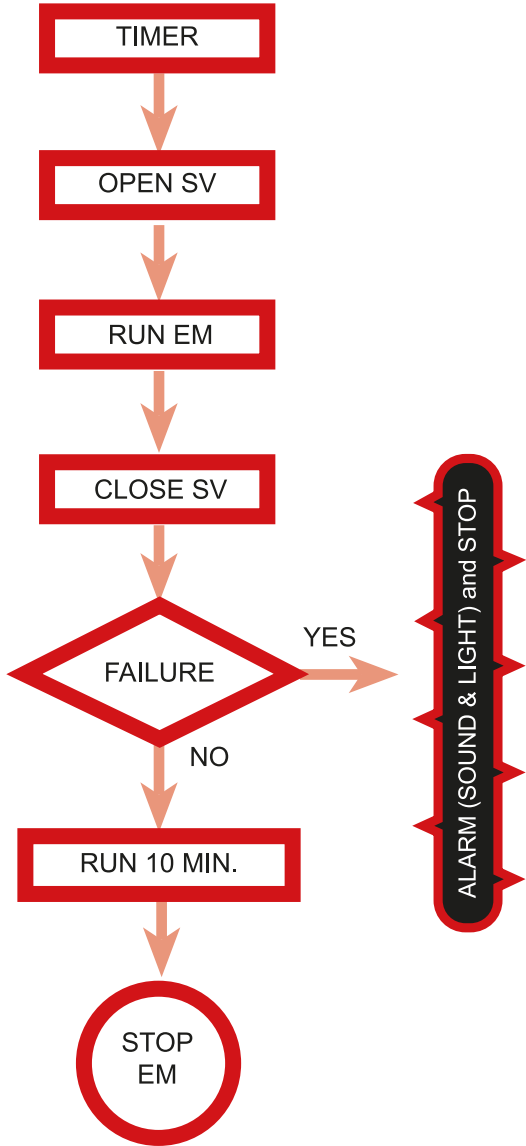 TIMER
OPEN SV
RUN EM
CLOSE SV
FAILURE
YES
ALARM (SOUND & LIGHT) and STOP
NO
RUN 10 MIN.
STOP
EM